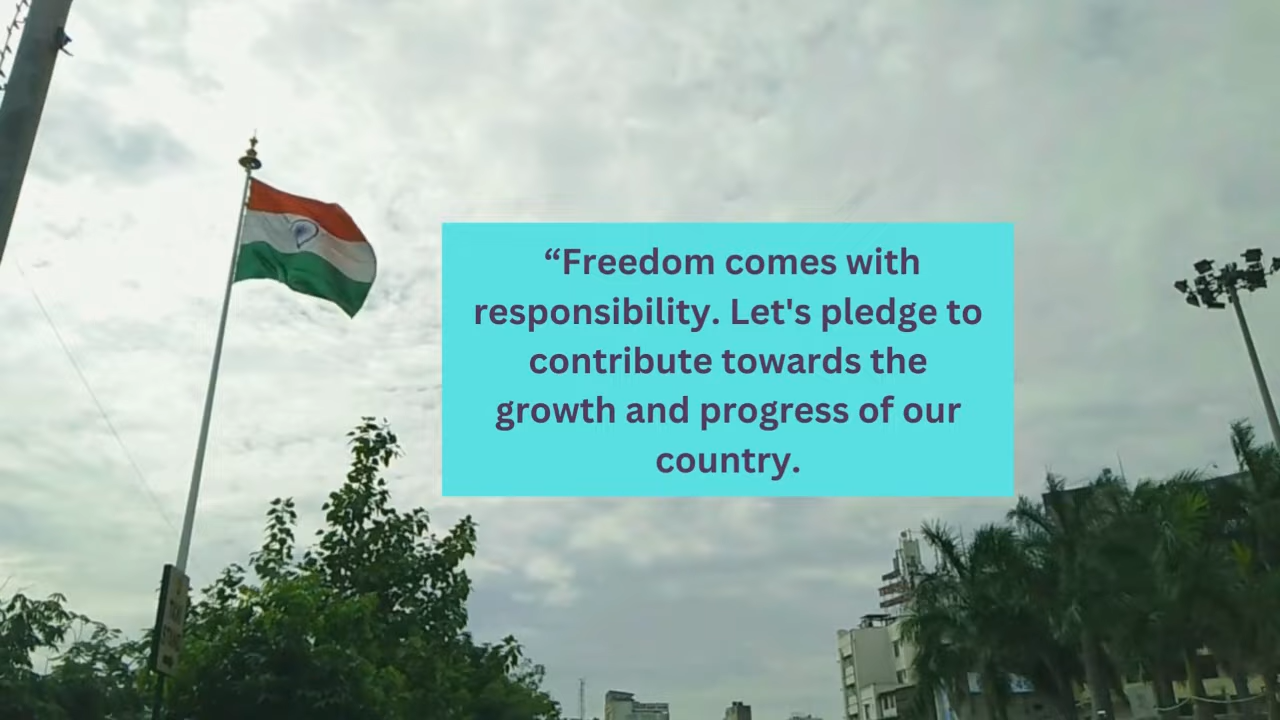 “Freedom comes with
responsibility. Let's pledge to
contribute towards the
growth and progress of our
country.